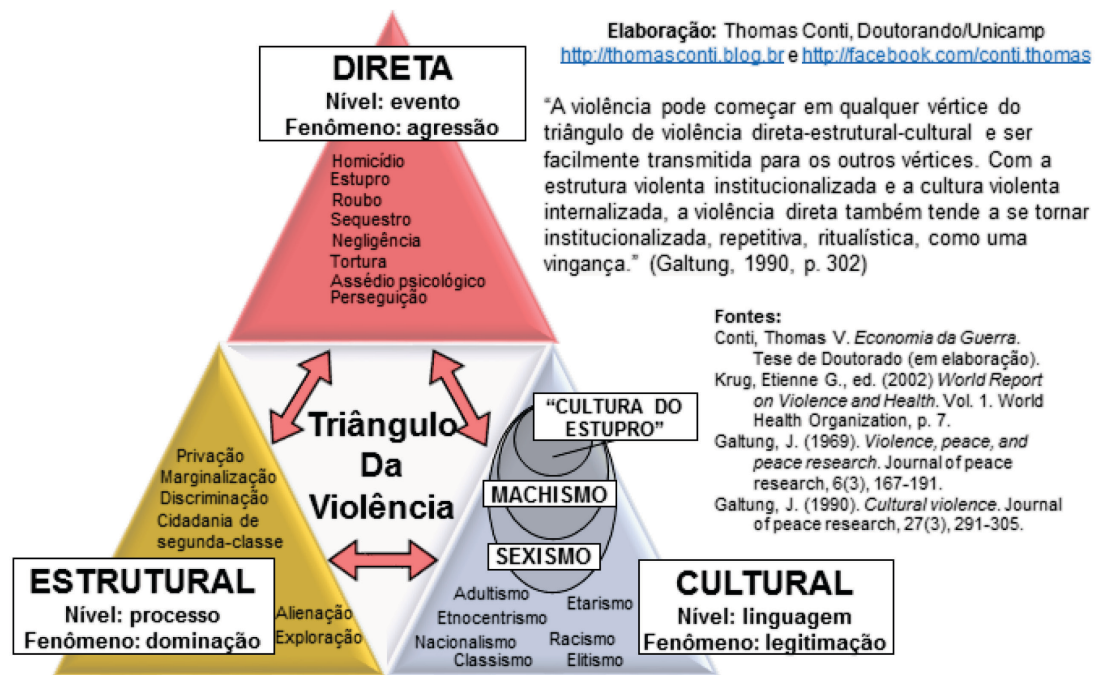 Elaboração: Thomas Conti, Doutorando/Unicamp
http://thomasconti.blog.br e http://facebook.com/conti.thomas
DIRETA
Nível: evento
Fenômeno: agressão
Homicídio
Estupro
Roubo
Sequestro
Negligência
Tortura
Assédio psicológico
Perseguição
“A violência pode começar em qualquer vértice do
triângulo de violência direta-estrutural-cultural e ser
facilmente transmitida para os outros vértices. Com a
estrutura violenta institucionalizada e a cultura violenta
internalizada, a violência direta também tende a se tornar
institucionalizada, repetitiva, ritualística, como uma
vingança.” (Galtung, 1990, p. 302)
Fontes:
Conti, Thomas V. Economia da Guerra.
Tese de Doutorado (em elaboração).
Krug, Etienne G., ed. (2002) World Report
on Violence and Health. Vol. 1. World
Health Organization, p. 7.
Galtung, J. (1969). Violence, peace, and
peace research. Journal of peace
research, 6(3), 167-191.
Galtung, J. (1990). Cultural violence. Journal
of peace research, 27(3), 291-305.
Triângulo
Da
Violência
Privação
Marginalização
Discriminação
Cidadania de
segunda-classe
ESTRUTURAL
Nível: processo
Fenômeno: dominação
Alienação
Exploração
“CULTURA DO
ESTUPRO”
MACHISMO
SEXISMO
Adultismo
Etarismo
Etnocentrismo
Nacionalismo
Racismo
Classismo
Elitismo
CULTURAL
Nível: linguagem
Fenômeno: legitimação